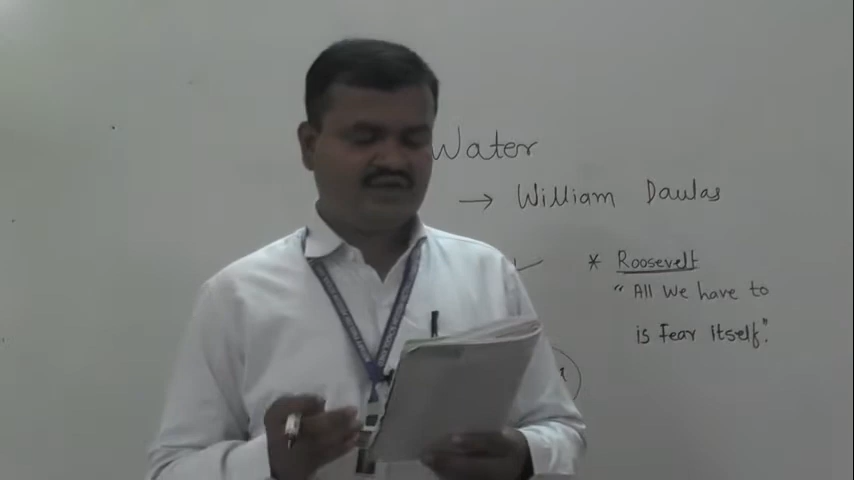 Water
→ William Daulas
* Roosevelt
"All we have to
is Fear itself."